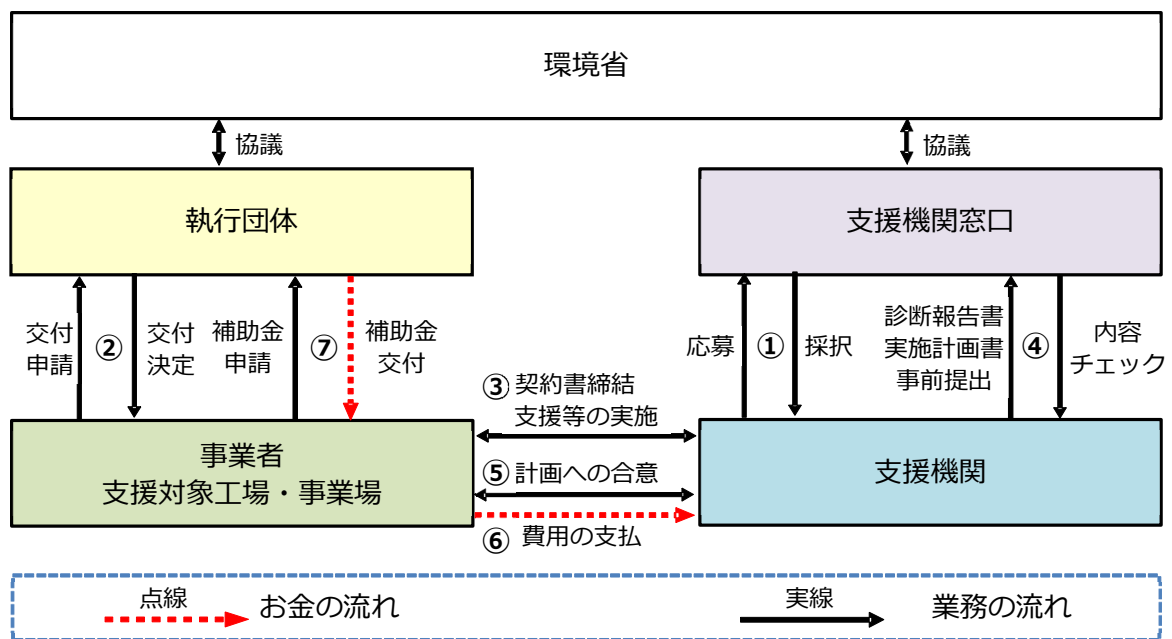 環境省
協議
協議
執行団体
支援機関窓口
交付
申請
②
交付
決定
補助金
申請
⑦
補助金
交付
応募
①
採択
診断報告書
実施計画書
事前提出
④
内容
チェック
③ 契約書締結
支援等の実施
事業者
支援対象工場・事業場
⑤ 計画への合意
支援機関
⑥ 費用の支払
点線
お金の流れ
実線
業務の流れ